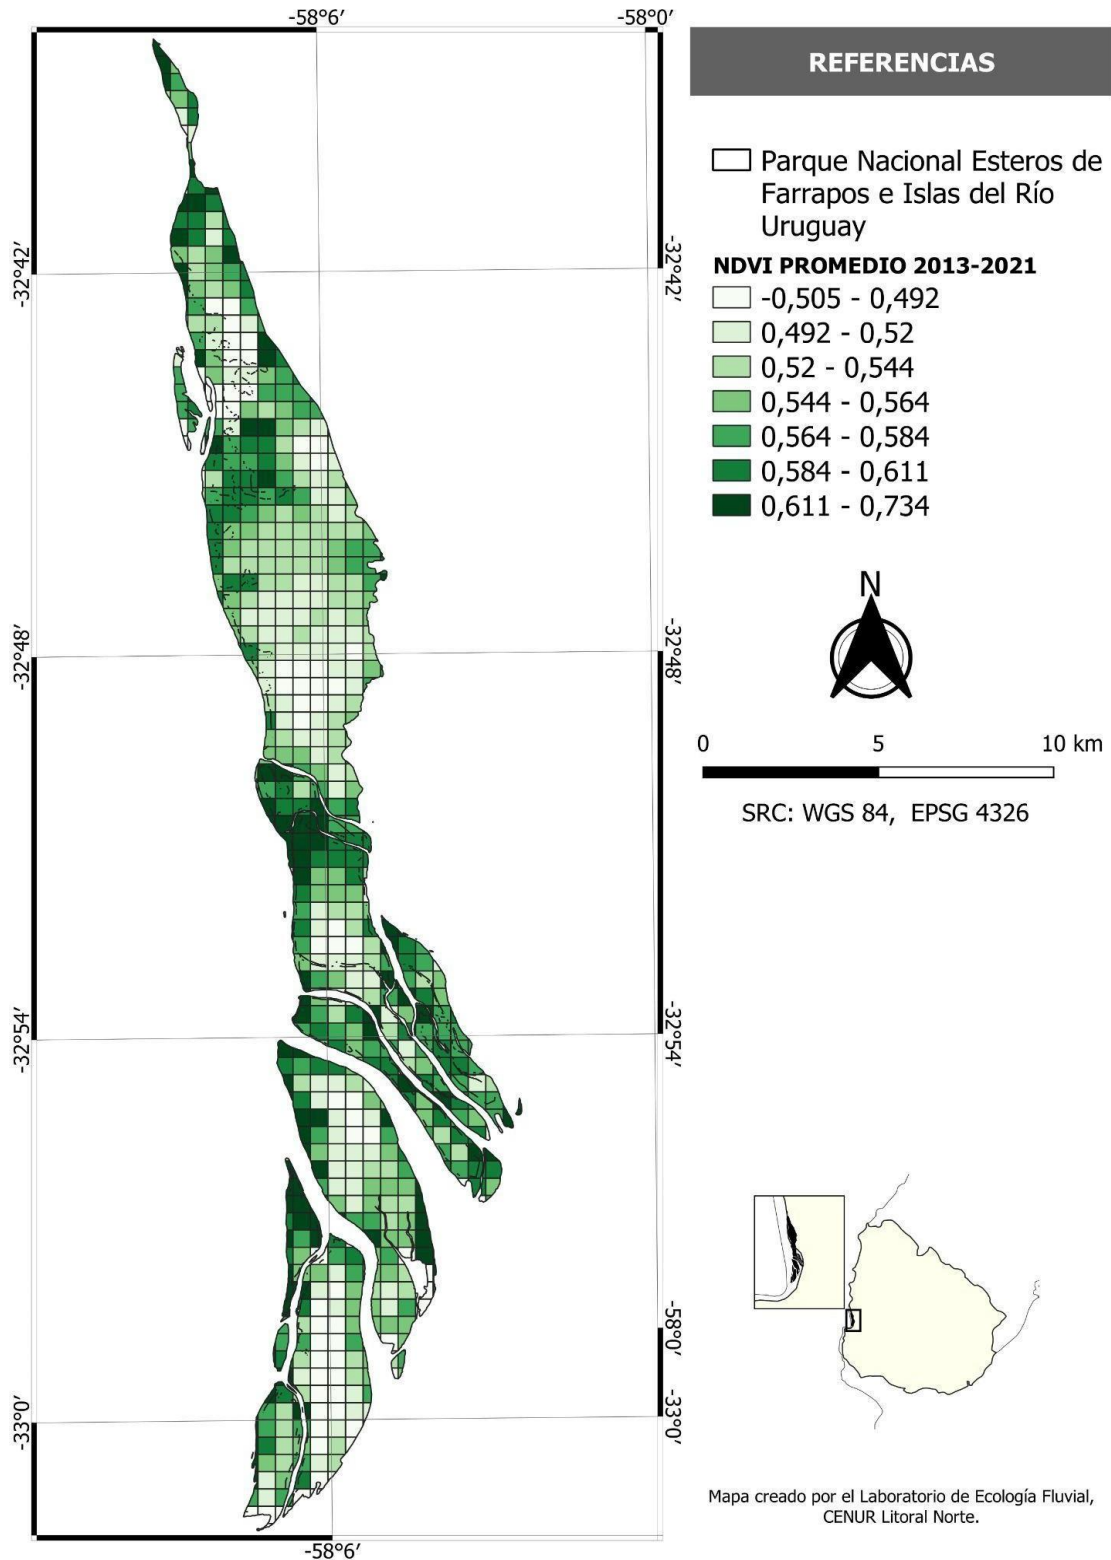 -58°6′
-58°0′
REFERENCIAS
Parque Nacional Esteros de
Farrapos e Islas del Río
Uruguay
NDVI PROMEDIO 2013-2021
-0,505 - 0,492
0,492 - 0,52
0,52 - 0,544
0,544 - 0,564
0,564 - 0,584
0,584 - 0,611
0,611 - 0,734
-32°42′
-32°42′
N
-32°48′
-32°48′
0 5 10 km
SRC: WGS 84, EPSG 4326
-32°54′
-32°54′
-58°0′
-33°0′
-33°0′
Mapa creado por el Laboratorio de Ecología Fluvial,
CENUR Litoral Norte.
-58°6′